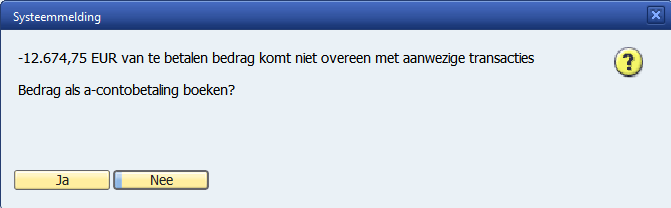 Systeemmelding
-12.674,75 EUR van te betalen bedrag komt niet overeen met aanwezige transacties
Bedrag als a-contobetaling boeken?
Ja Nee